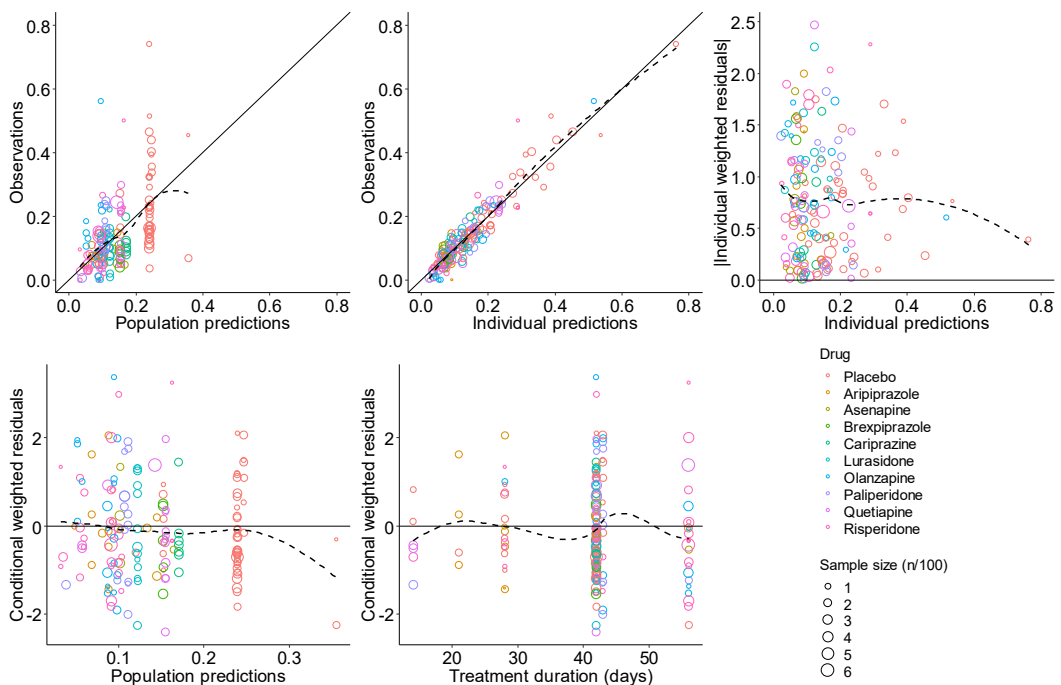 Observations
0.8
0.6
0.4
0.2
0.0
0.0 0.2 0.4 0.6 0.8
Population predictions
Observations
0.8
0.6
0.4
0.2
0.0
0.0 0.2 0.4 0.6 0.8
Individual predictions
|Individual weighted residuals|
2.5
2.0
1.5
1.0
0.5
0.0
0.0 0.2 0.4 0.6 0.8
Individual predictions
Conditional weighted residuals
2
0
-2
0.1 0.2 0.3
Population predictions
Conditional weighted residuals
2
0
-2
20 30 40 50
Treatment duration (days)
Drug
Placebo
Aripiprazole
Asenapine
Brexpiprazole
Cariprazine
Lurasidone
Olanzapine
Paliperidone
Quetiapine
Risperidone
Sample size (n/100)
1
2
3
4
5
6